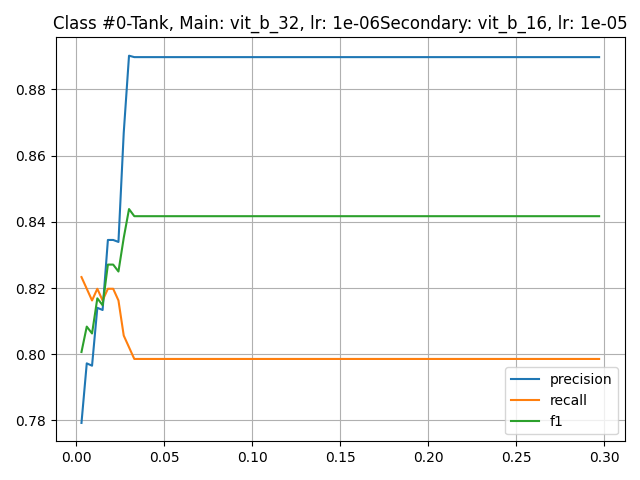 Class #0-Tank, Main: vit_b_32, lr: 1e-06Secondary: vit_b_16, lr: 1e-05
0.88
0.86
0.84
0.82
0.80
0.78
precision
recall
f1
0.00 0.05 0.10 0.15 0.20 0.25 0.30